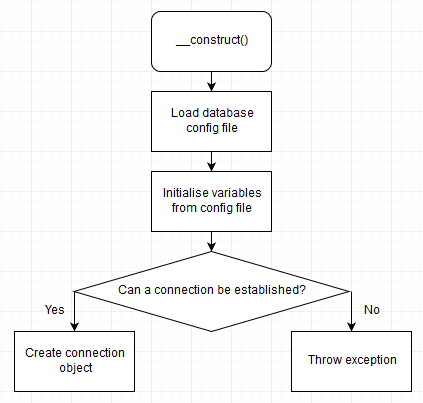 __construct()
Load database
config file
Initialise variables
from config file
Can a connection be established?
Yes
No
Create connection
object
Throw exception